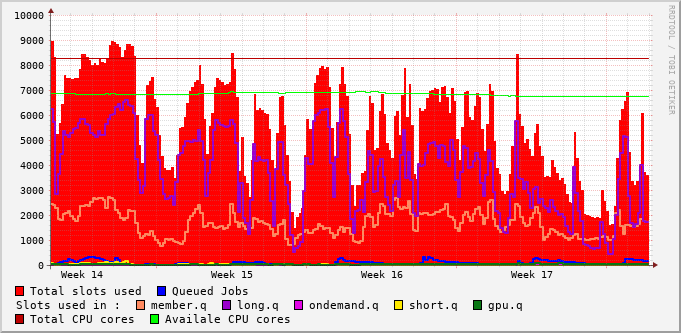 10000
9000
8000
7000
6000
5000
4000
3000
2000
1000
0
Week 14 Week 15 Week 16 Week 17
RRDTOOL / TOBI OETIKER
Total slots used Queued Jobs
Slots used in : member.q long.q ondemand.q short.q gpu.q
Total CPU cores Availale CPU cores